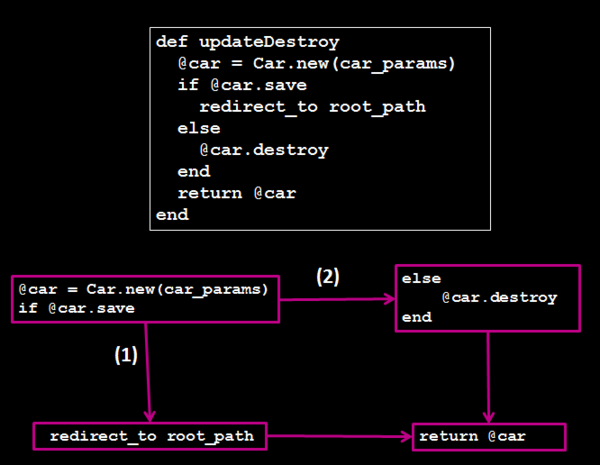 def updateDestroy
  @car = Car.new(car_params)
  if @car.save
    redirect_to root_path
  else
    @car.destroy
  end
  return @car
end
@car = Car.new(car_params)
if @car.save
(2)
else
    @car.destroy
end
(1)
redirect_to root_path
return @car